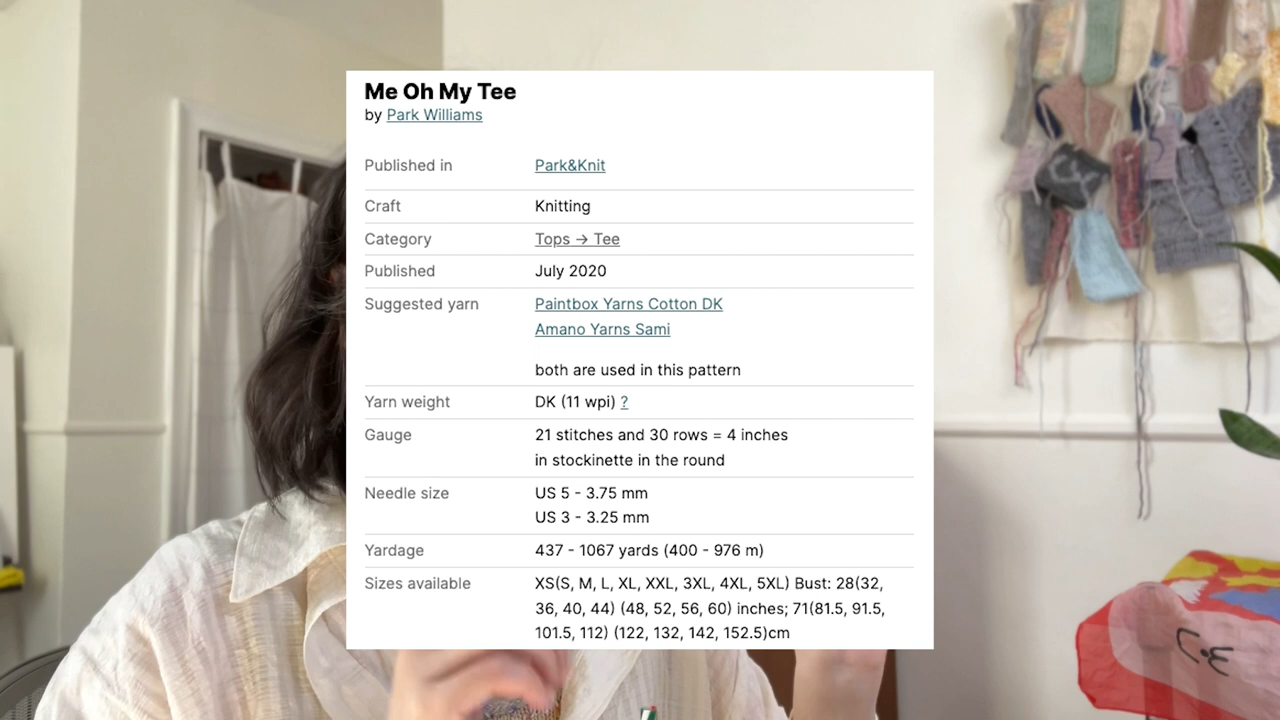 Me Oh My Tee
by Park Williams
Published in Park&Knit
Craft Knitting
Category Tops → Tee
Published July 2020
Suggested yarn Paintbox Yarns Cotton DK
Amano Yarns Sami
both are used in this pattern
Yarn weight DK (11 wpi) ?
Gauge 21 stitches and 30 rows = 4 inches
in stockinette in the round
Needle size US 5 - 3.75 mm
US 3 - 3.25 mm
Yardage 437 - 1067 yards (400 - 976 m)
Sizes available XS(S, M, L, XL, XXL, 3XL, 4XL, 5XL) Bust: 28(32,
36, 40, 44) (48, 52, 56, 60) inches; 71(81.5, 91.5,
101.5, 112) (122, 132, 142, 152.5)cm